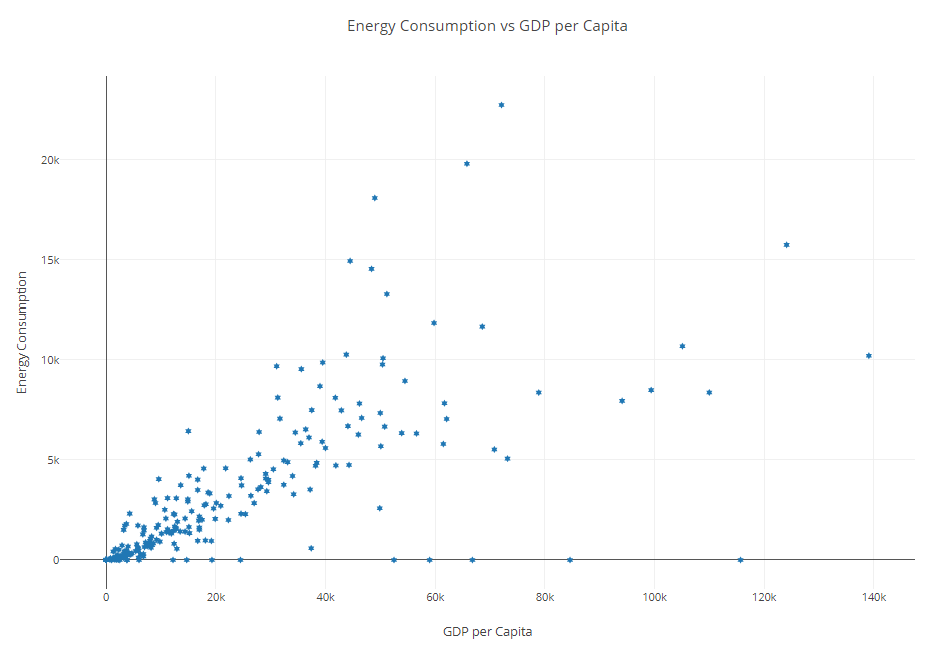 Energy Consumption vs GDP per Capita
Energy Consumption
20k
15k
10k
5k
0
0 20k 40k 60k 80k 100k 120k 140k
GDP per Capita